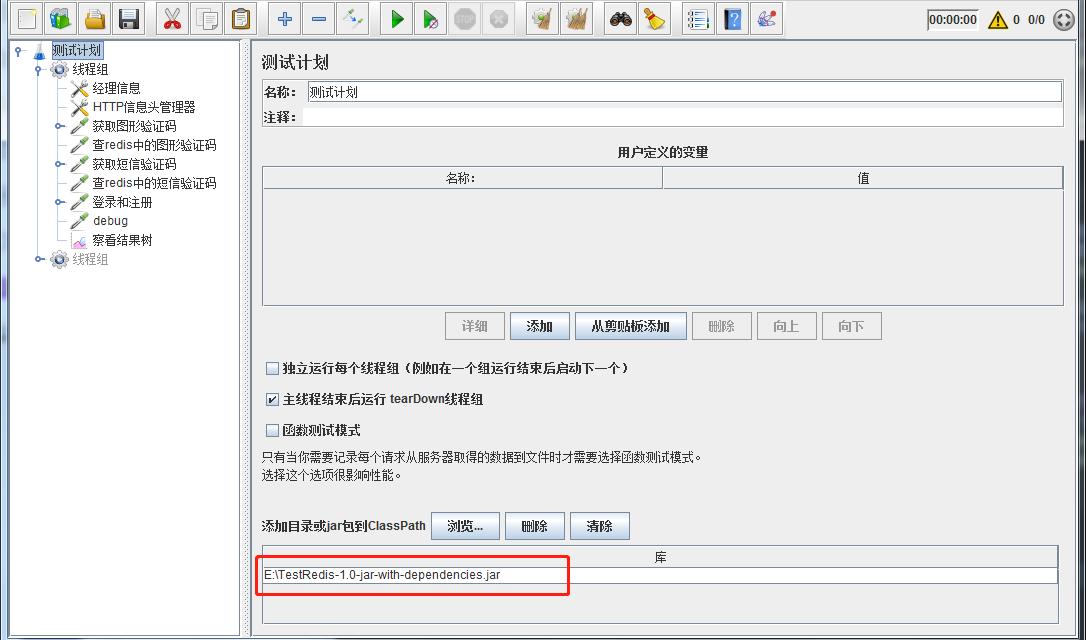 STOP
00:00:00
0
0/0
测试计划
线程组
经理信息
HTTP信息头管理器
获取图形验证码
查redis中的图形验证码
获取短信验证码
查redis中的短信验证码
登录和注册
debug
察看结果树
线程组
测试计划
名称： 测试计划
注释：
用户定义的变量
名称: 值
详细 添加 从剪贴板添加 删除 向上 向下
独立运行每个线程组（例如在一个组运行结束后启动下一个）
主线程结束后运行 tearDown线程组
函数测试模式
只有当你需要记录每个请求从服务器取得的数据到文件时才需要选择函数测试模式。
选择这个选项很影响性能。
添加目录或jar包到ClassPath 浏览... 删除 清除
库
E:\TestRedis-1.0-jar-with-dependencies.jar